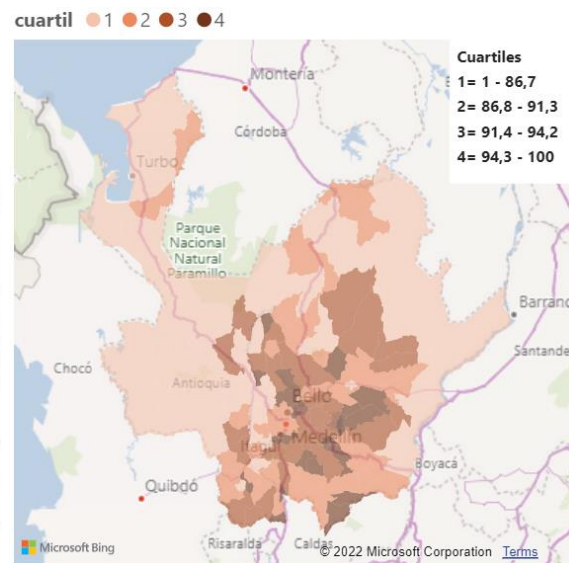 cuartil 1 2 3 4
Cuartiles
1= 1 - 86,7
2= 86,8 - 91,3
3= 91,4 - 94,2
4= 94,3 - 100
Montería
Córdoba
Turbo
Parque
Nacional
Natural
Paramillo
Barranc
Santande
Chocó
Antioquia
Bello
Medellín
Itagüí
Boyaca
Quibdó
Risaralda
Caldas
Microsoft Bing
© 2022 Microsoft Corporation Terms